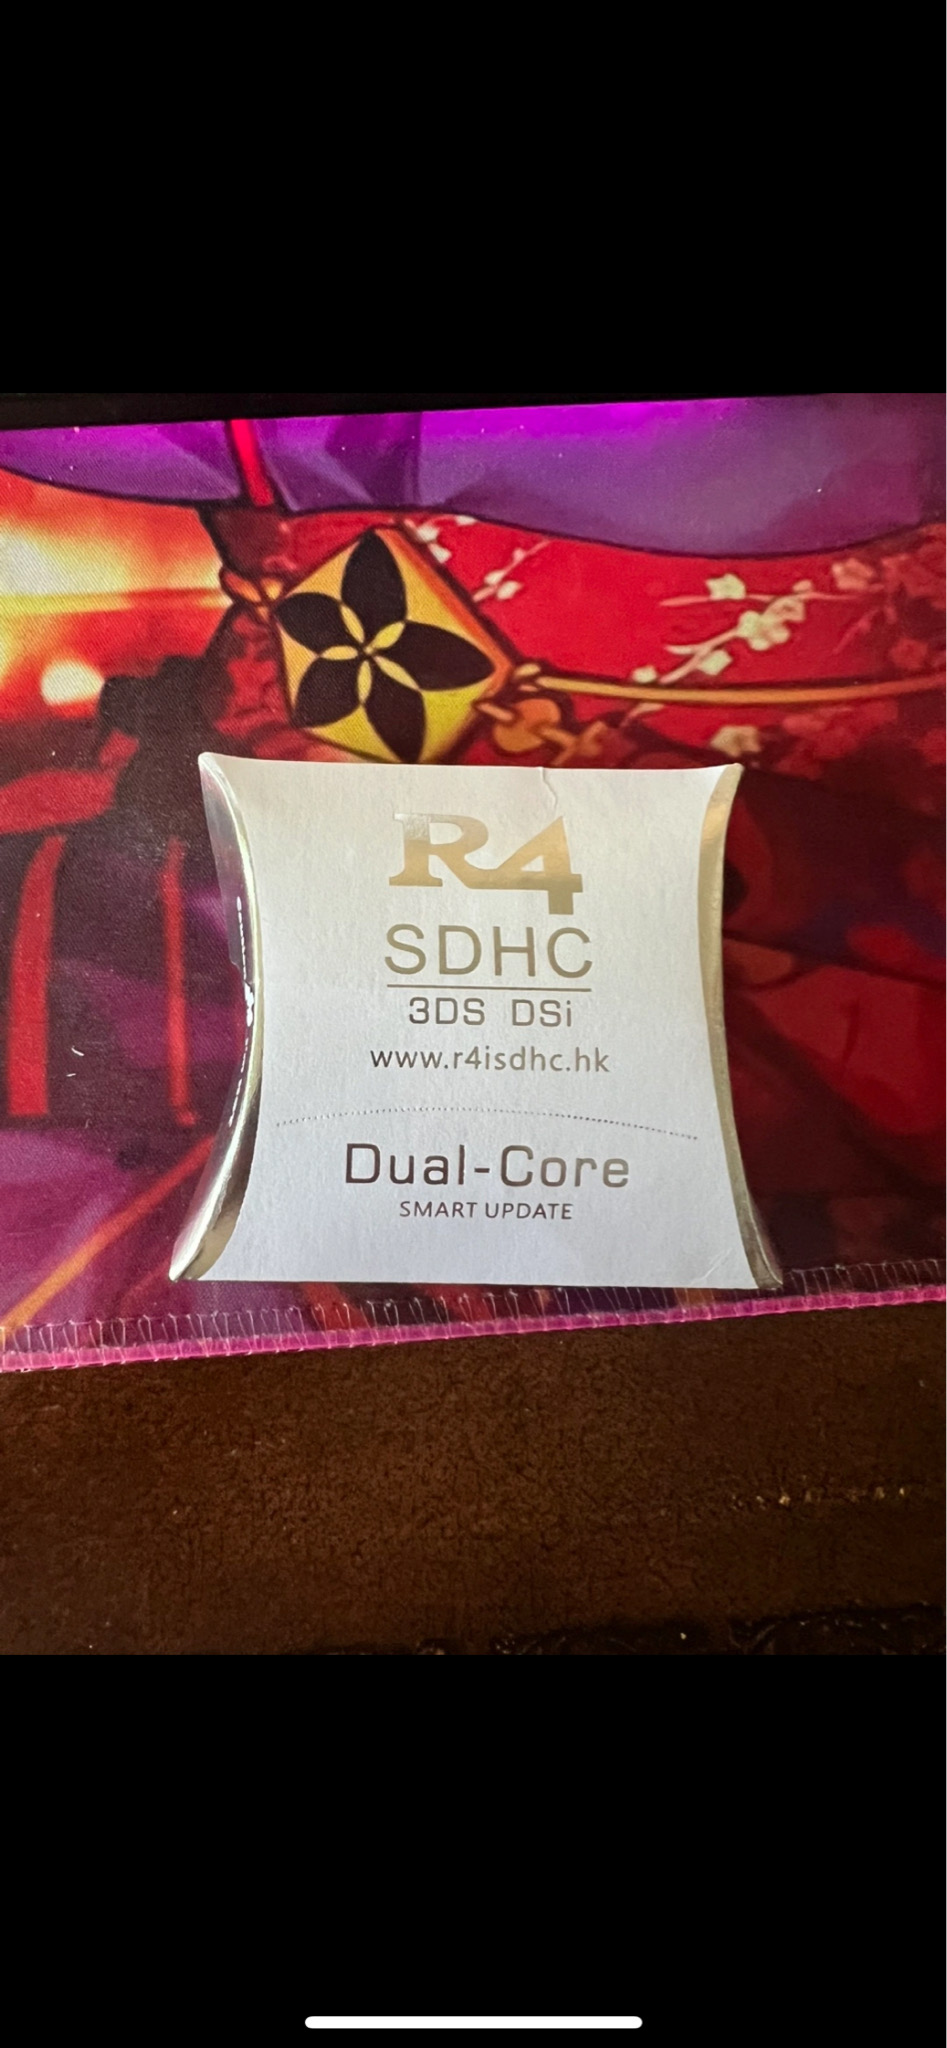 R4
SDHC
3DS DSi
www.r4isdhc.hk
Dual-Core
SMART UPDATE